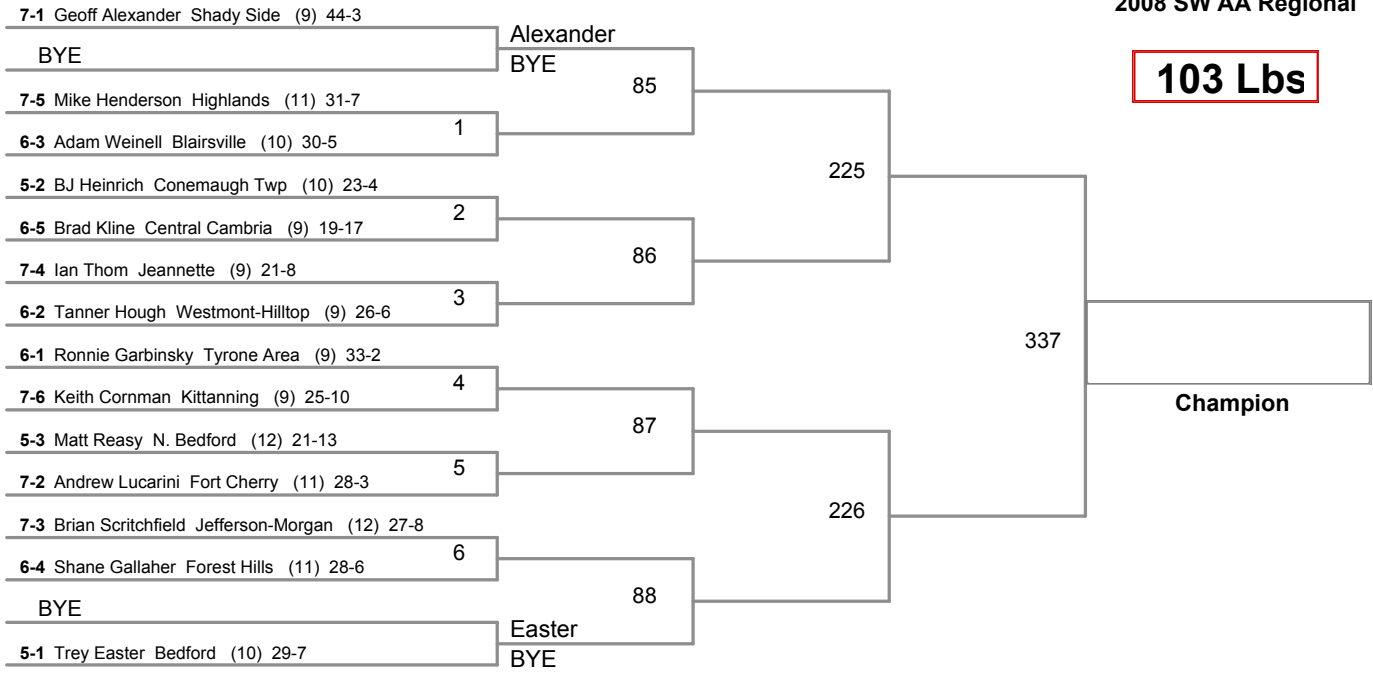 2008 SW AA Regional
103 Lbs
7-1 Geoff Alexander Shady Side (9) 44-3
BYE
Alexander
BYE
85
7-5 Mike Henderson Highlands (11) 31-7
1
6-3 Adam Weinell Blairsville (10) 30-5
225
5-2 BJ Heinrich Conemaugh Twp (10) 23-4
2
6-5 Brad Kline Central Cambria (9) 19-17
86
7-4 Ian Thom Jeannette (9) 21-8
3
6-2 Tanner Hough Westmont-Hilltop (9) 26-6
337
Champion
6-1 Ronnie Garbinsky Tyrone Area (9) 33-2
4
7-6 Keith Cornman Kittanning (9) 25-10
87
5-3 Matt Reasy N. Bedford (12) 21-13
5
7-2 Andrew Lucarini Fort Cherry (11) 28-3
226
7-3 Brian Scritchfield Jefferson-Morgan (12) 27-8
6
6-4 Shane Gallaher Forest Hills (11) 28-6
88
BYE
Easter
BYE
5-1 Trey Easter Bedford (10) 29-7